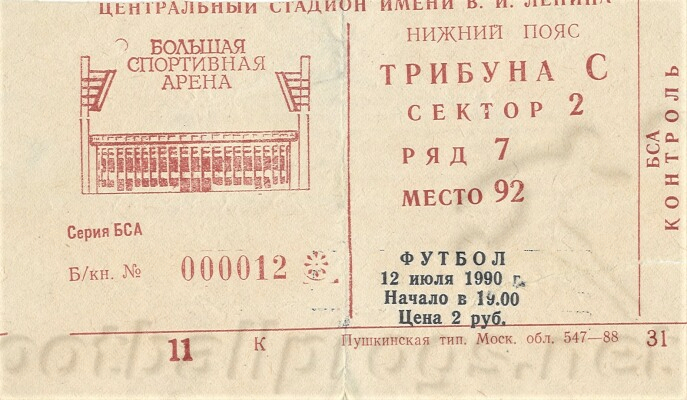 ЦЕНТРАЛЬНЫЙ СТАДИОН ИМЕНИ В. И. ЛЕНИНА
БОЛЬШАЯ
СПОРТИВНАЯ
АРЕНА
Серия БСА
Б/кн. № 000012
НИЖНИЙ ПОЯС
ТРИБУНА С
СЕКТОР 2
РЯД 7
МЕСТО 92
ФУТБОЛ
12 июля 1990 г.
Начало в 19.00
Цена 2 руб.
БСА
КОНТРОЛЬ
11 К Пушкинская тип. Моск. обл. 547—88 31